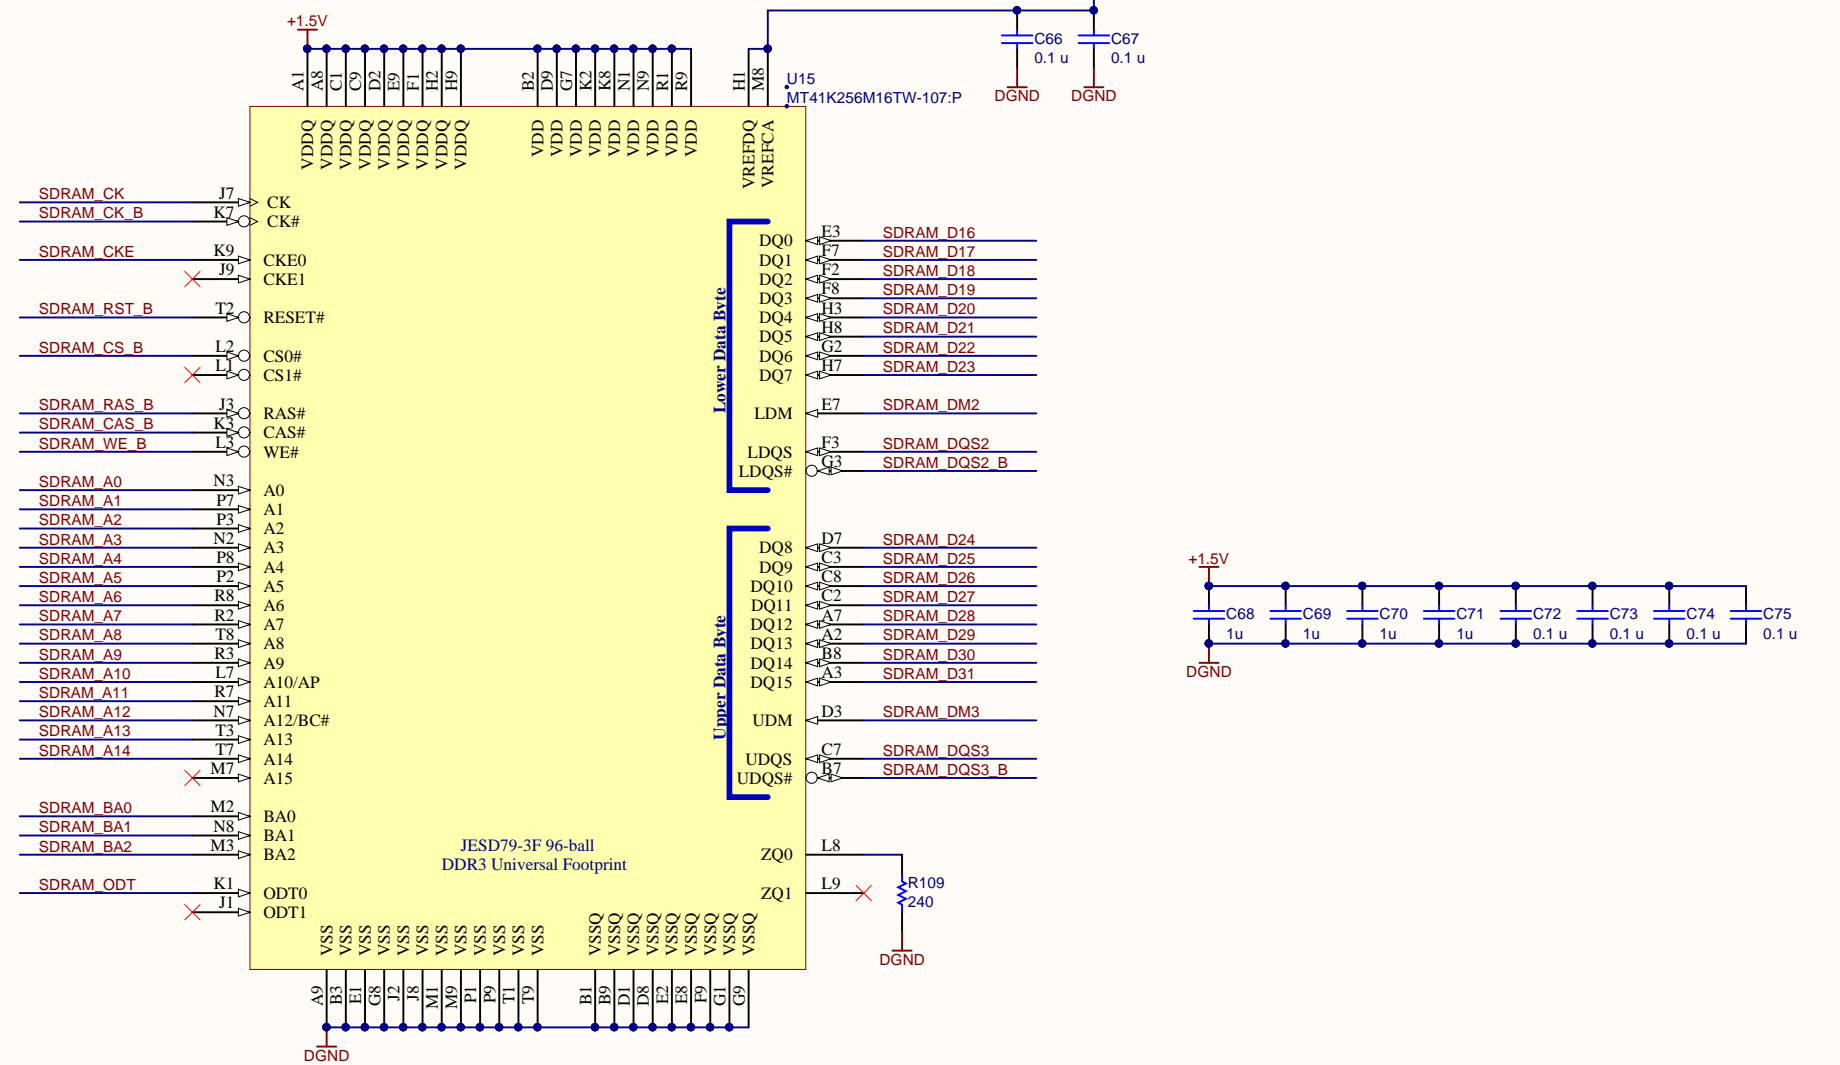 +1.5V
C66
0.1 u
C67
0.1 u
DGND
DGND
A1
A8
C1
C9
D2
E9
F1
H2
H9
B2
D9
G7
K2
K8
N1
N9
R1
R9
H1
M8
U15
MT41K256M16TW-107:P
VDDQ
VDDQ
VDDQ
VDDQ
VDDQ
VDDQ
VDDQ
VDDQ
VDDQ
VDD
VDD
VDD
VDD
VDD
VDD
VDD
VDD
VDD
VREFDQ
VREFCA
SDRAM_CK J7 CK
SDRAM_CK_B K7 CK#
SDRAM_CKE K9 CKE0
J9 CKE1
SDRAM_RST_B T2 RESET#
SDRAM_CS_B L2 CS0#
L1 CS1#
SDRAM_RAS_B J3 RAS#
SDRAM_CAS_B K3 CAS#
SDRAM_WE_B L3 WE#
SDRAM_A0 N3 A0
SDRAM_A1 P7 A1
SDRAM_A2 P3 A2
SDRAM_A3 N2 A3
SDRAM_A4 P8 A4
SDRAM_A5 P2 A5
SDRAM_A6 R8 A6
SDRAM_A7 R2 A7
SDRAM_A8 T8 A8
SDRAM_A9 R3 A9
SDRAM_A10 L7 A10/AP
SDRAM_A11 R7 A11
SDRAM_A12 N7 A12/BC#
SDRAM_A13 T3 A13
SDRAM_A14 T7 A14
M7 A15
SDRAM_BA0 M2 BA0
SDRAM_BA1 N8 BA1
SDRAM_BA2 M3 BA2
SDRAM_ODT K1 ODT0
J1 ODT1
Lower Data Byte
DQ0 E3 SDRAM_D16
DQ1 F7 SDRAM_D17
DQ2 F2 SDRAM_D18
DQ3 F8 SDRAM_D19
DQ4 H3 SDRAM_D20
DQ5 H8 SDRAM_D21
DQ6 G2 SDRAM_D22
DQ7 H7 SDRAM_D23
LDM E7 SDRAM_DM2
LDQS F3 SDRAM_DQS2
LDQS# G3 SDRAM_DQS2_B
Upper Data Byte
DQ8 D7 SDRAM_D24
DQ9 C3 SDRAM_D25
DQ10 C8 SDRAM_D26
DQ11 C2 SDRAM_D27
DQ12 A7 SDRAM_D28
DQ13 A2 SDRAM_D29
DQ14 B8 SDRAM_D30
DQ15 A3 SDRAM_D31
UDM D3 SDRAM_DM3
UDQS C7 SDRAM_DQS3
UDQS# B7 SDRAM_DQS3_B
JESD79-3F 96-ball
DDR3 Universal Footprint
ZQ0 L8
ZQ1 L9
R109
240
DGND
VSS
VSS
VSS
VSS
VSS
VSS
VSS
VSS
VSS
VSS
VSS
VSS
VSSQ
VSSQ
VSSQ
VSSQ
VSSQ
VSSQ
VSSQ
VSSQ
VSSQ
A9
B3
E1
G8
J2
J8
M1
M9
P1
P9
T1
T9
B1
B9
D1
D8
E2
E8
F9
G1
G9
DGND
+1.5V
C68
1u
C69
1u
C70
1u
C71
1u
C72
0.1 u
C73
0.1 u
C74
0.1 u
C75
0.1 u
DGND